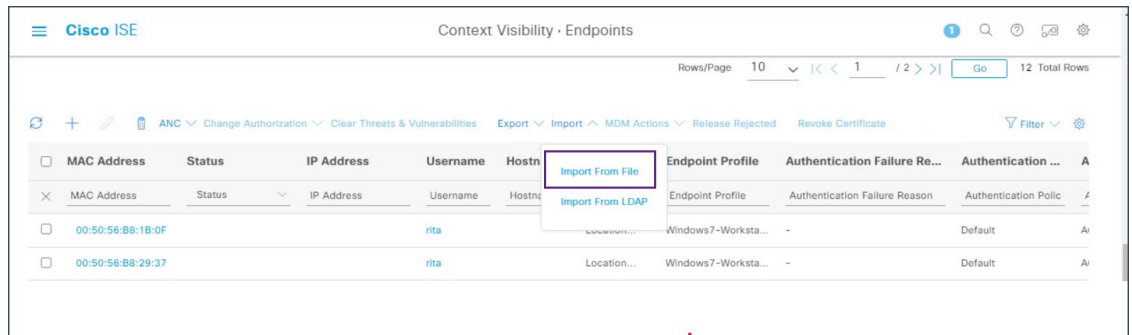 Cisco ISE Context Visibility · Endpoints 1
Rows/Page 10 1 / 2 Go 12 Total Rows
ANC Change Authorization Clear Threats & Vulnerabilities Export Import MDM Actions Release Rejected Revoke Certificate Filter
MAC Address Status IP Address Username Hostn Endpoint Profile Authentication Failure Re... Authentication ... A
Import From File
MAC Address Status IP Address Username Hostna Endpoint Profile Authentication Failure Reason Authentication Polic
Import From LDAP
00:50:56:B8:1B:0F rita Location... Windows7-Worksta... - Default
00:50:56:B8:29:37 rita Location... Windows7-Worksta... - Default